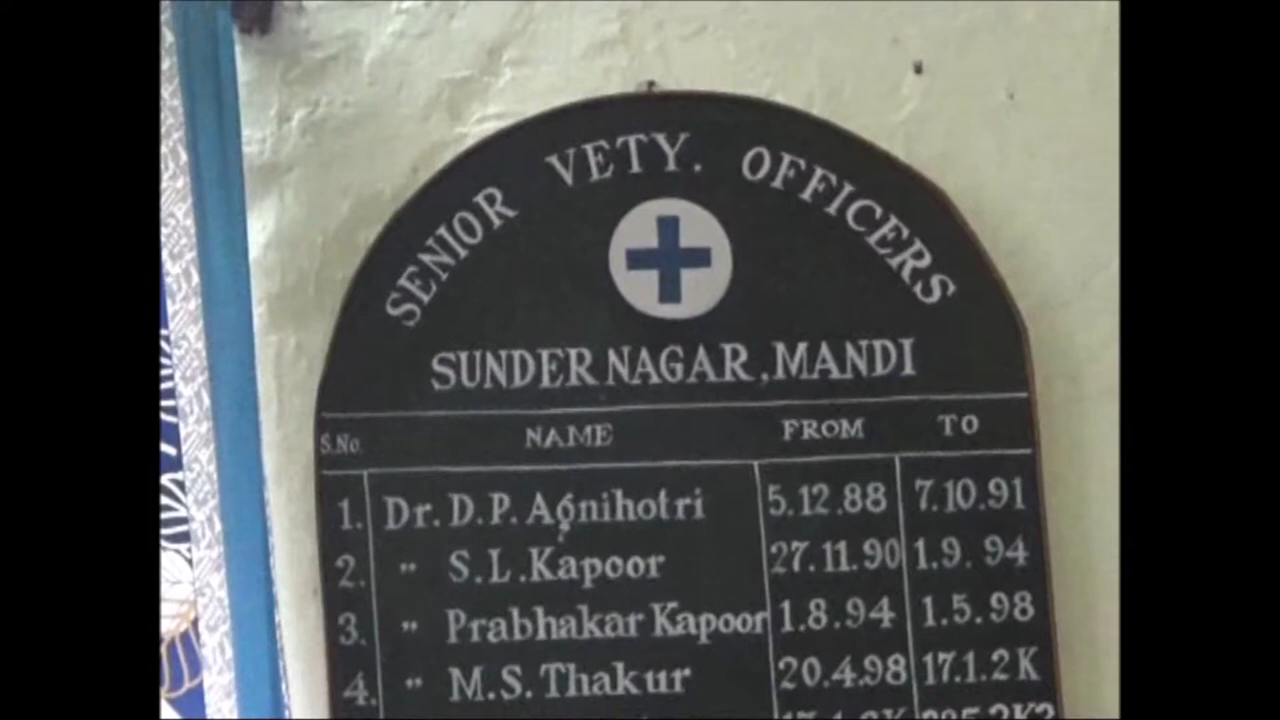 SENIOR VETY. OFFICERS
SUNDER NAGAR, MANDI
S.No. NAME FROM TO
1. Dr. D.P. Agnihotri 5.12.88 7.10.91
2. " S.L. Kapoor 27.11.90 1.9.94
3. " Prabhakar Kapoor 1.8.94 1.5.98
4. " M.S. Thakur 20.4.98 17.1.2K